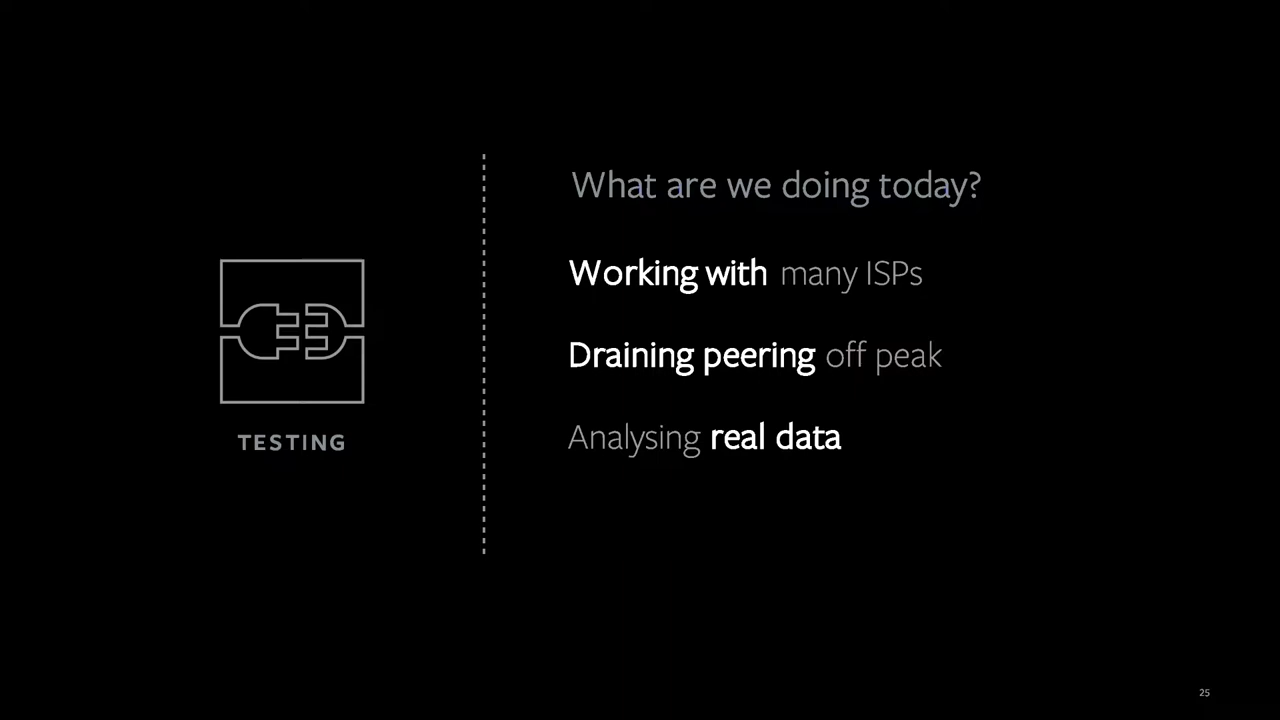 What are we doing today?
Working with many ISPs
Draining peering off peak
Analysing real data
TESTING
25